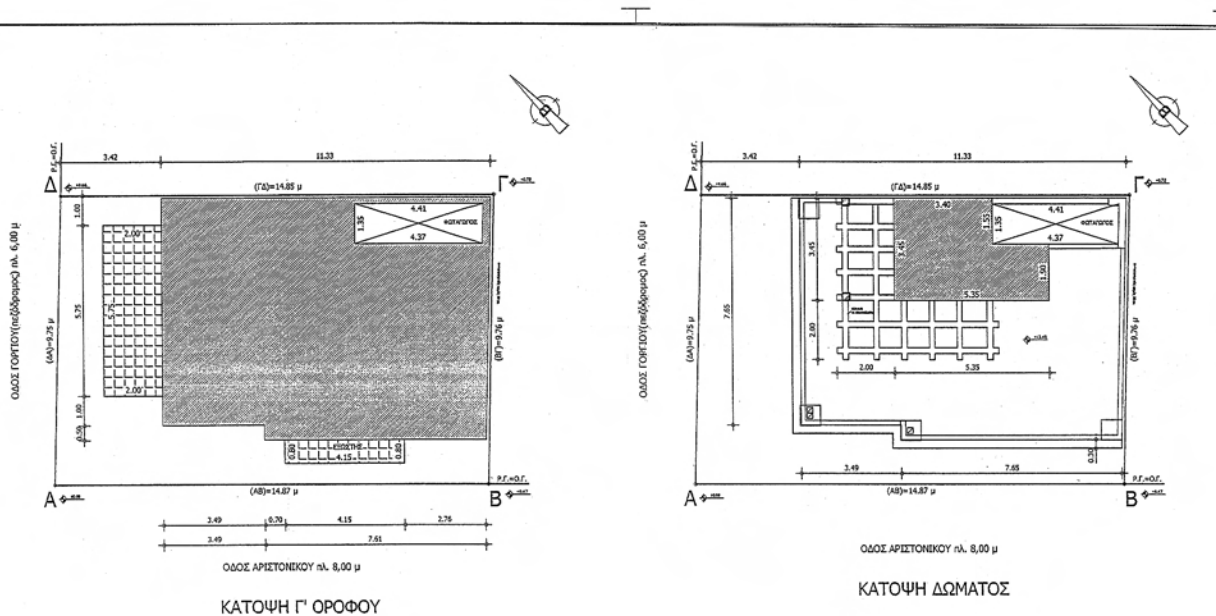 3.42
Ρ.Γ.=Ο.Γ.
11.33
Δ
(ΓΔ)=14.85 μ
Γ
1.00
2.00
1.35
4.41
ΦΩΤΑΓΩΓΟΣ
4.37
ΟΔΟΣ ΓΟΡΓΙΟΥ(πεζόδρομος) πλ. 6,00 μ
(ΔΑ)=9.75 μ
5.75
5.75
(ΒΓ)=9.76 μ
2.00
1.00
0.50
0.80
ΕΞΩΣΤΗΣ
4.15
0.80
Ρ.Γ.=Ο.Γ.
Α
(ΑΒ)=14.87 μ
Β
3.49
0.70
4.15
2.76
3.49
7.61
ΟΔΟΣ ΑΡΙΣΤΟΝΙΚΟΥ πλ. 8,00 μ
ΚΑΤΟΨΗ Γ' ΟΡΟΦΟΥ
3.42
Ρ.Γ.=Ο.Γ.
11.33
Δ
(ΓΔ)=14.85 μ
Γ
3.40
4.41
1.55
1.35
ΦΩΤΑΓΩΓΟΣ
4.37
3.45
3.45
1.90
ΟΔΟΣ ΓΟΡΓΙΟΥ(πεζόδρομος) πλ. 6,00 μ
(ΔΑ)=9.75 μ
7.65
5.35
(ΒΓ)=9.76 μ
2.00
2.00
5.35
0.30
3.49
7.65
Ρ.Γ.=Ο.Γ.
Α
(ΑΒ)=14.87 μ
Β
ΟΔΟΣ ΑΡΙΣΤΟΝΙΚΟΥ πλ. 8,00 μ
ΚΑΤΟΨΗ ΔΩΜΑΤΟΣ